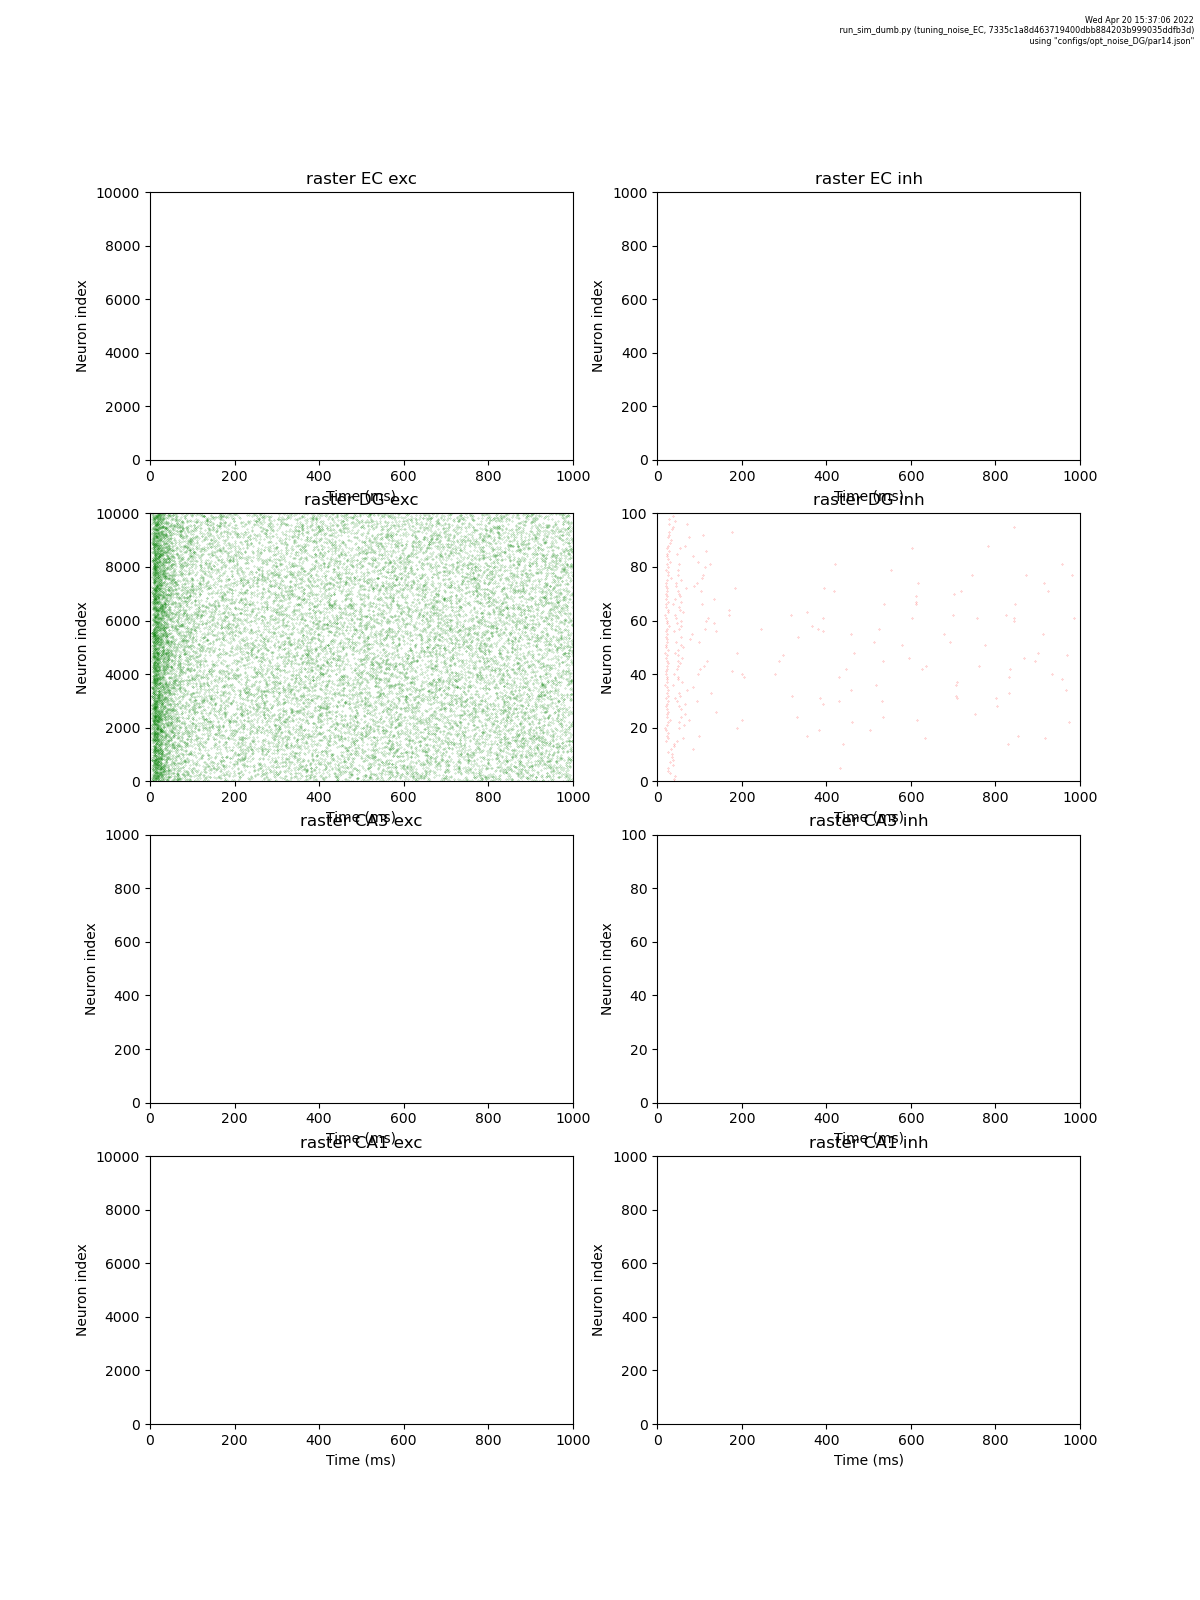 Wed Apr 20 15:37:06 2022
run_sim_dumb.py (tuning_noise_EC, 7335c1a8d463719400dbb884203b999035ddfb3d)
using "configs/opt_noise_DG/par14.json"
raster EC exc
10000
8000
6000
4000
2000
0
Neuron index
0 200 400 600 800 1000
Time (ms)
raster EC inh
1000
800
600
400
200
0
Neuron index
0 200 400 600 800 1000
Time (ms)
raster DG exc
10000
8000
6000
4000
2000
0
Neuron index
0 200 400 600 800 1000
Time (ms)
raster DG inh
100
80
60
40
20
0
Neuron index
0 200 400 600 800 1000
Time (ms)
raster CA3 exc
1000
800
600
400
200
0
Neuron index
0 200 400 600 800 1000
Time (ms)
raster CA3 inh
100
80
60
40
20
0
Neuron index
0 200 400 600 800 1000
Time (ms)
raster CA1 exc
10000
8000
6000
4000
2000
0
Neuron index
0 200 400 600 800 1000
Time (ms)
raster CA1 inh
1000
800
600
400
200
0
Neuron index
0 200 400 600 800 1000
Time (ms)